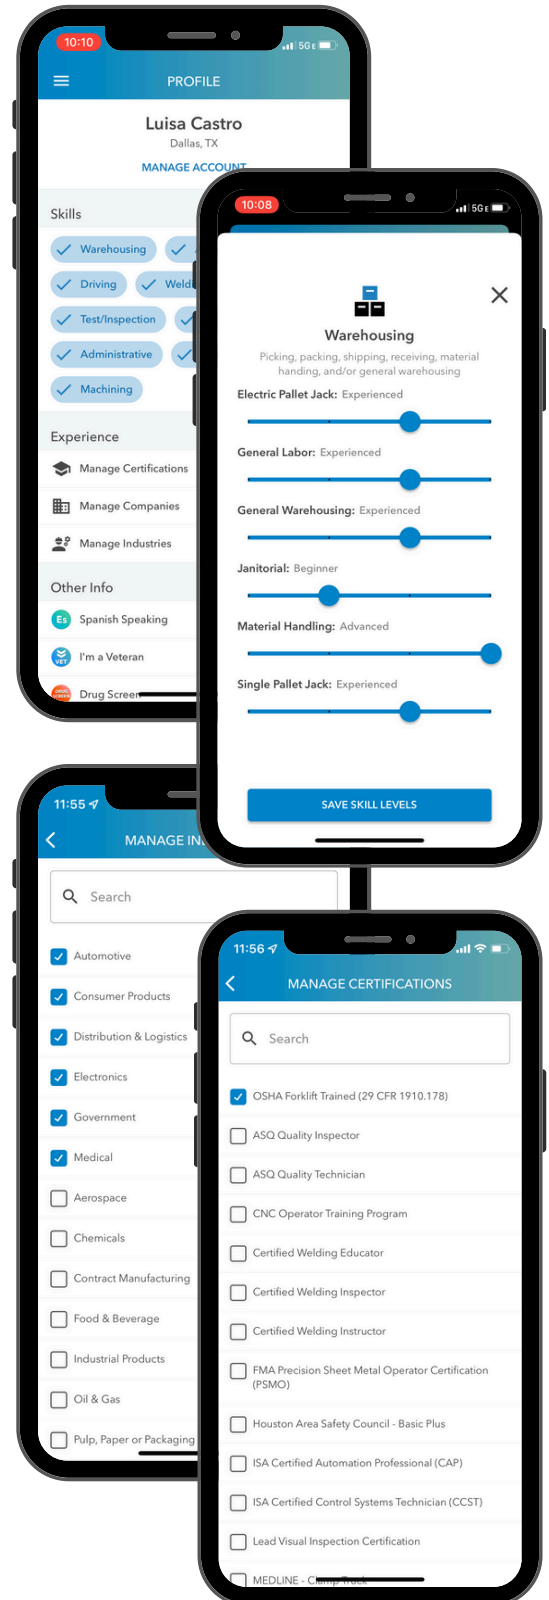 10:10
5G E
PROFILE
Luisa Castro
Dallas, TX
MANAGE ACCOUNT
Skills
Warehousing
Driving
Test/Inspection
Administrative
Machining
Experience
Manage Certifications
Manage Companies
Manage Industries
Other Info
Es Spanish Speaking
VET I'm a Veteran
Drug Screen
10:08
5G E
Warehousing
Picking, packing, shipping, receiving, material
handing, and/or general warehousing
Electric Pallet Jack: Experienced
General Labor: Experienced
General Warehousing: Experienced
Janitorial: Beginner
Material Handling: Advanced
Single Pallet Jack: Experienced
SAVE SKILL LEVELS
11:55
MANAGE
Search
Automotive
Consumer Products
Distribution & Logistics
Electronics
Government
Medical
Aerospace
Chemicals
Contract Manufacturing
Food & Beverage
Industrial Products
Oil & Gas
Pulp, Paper or Packaging
11:56
MANAGE CERTIFICATIONS
Search
OSHA Forklift Trained (29 CFR 1910.178)
ASQ Quality Inspector
ASQ Quality Technician
CNC Operator Training Program
Certified Welding Educator
Certified Welding Inspector
Certified Welding Instructor
FMA Precision Sheet Metal Operator Certification
(PSMO)
Houston Area Safety Council - Basic Plus
ISA Certified Automation Professional (CAP)
ISA Certified Control Systems Technician (CCST)
Lead Visual Inspection Certification
MEDLINE - Clamp Truck